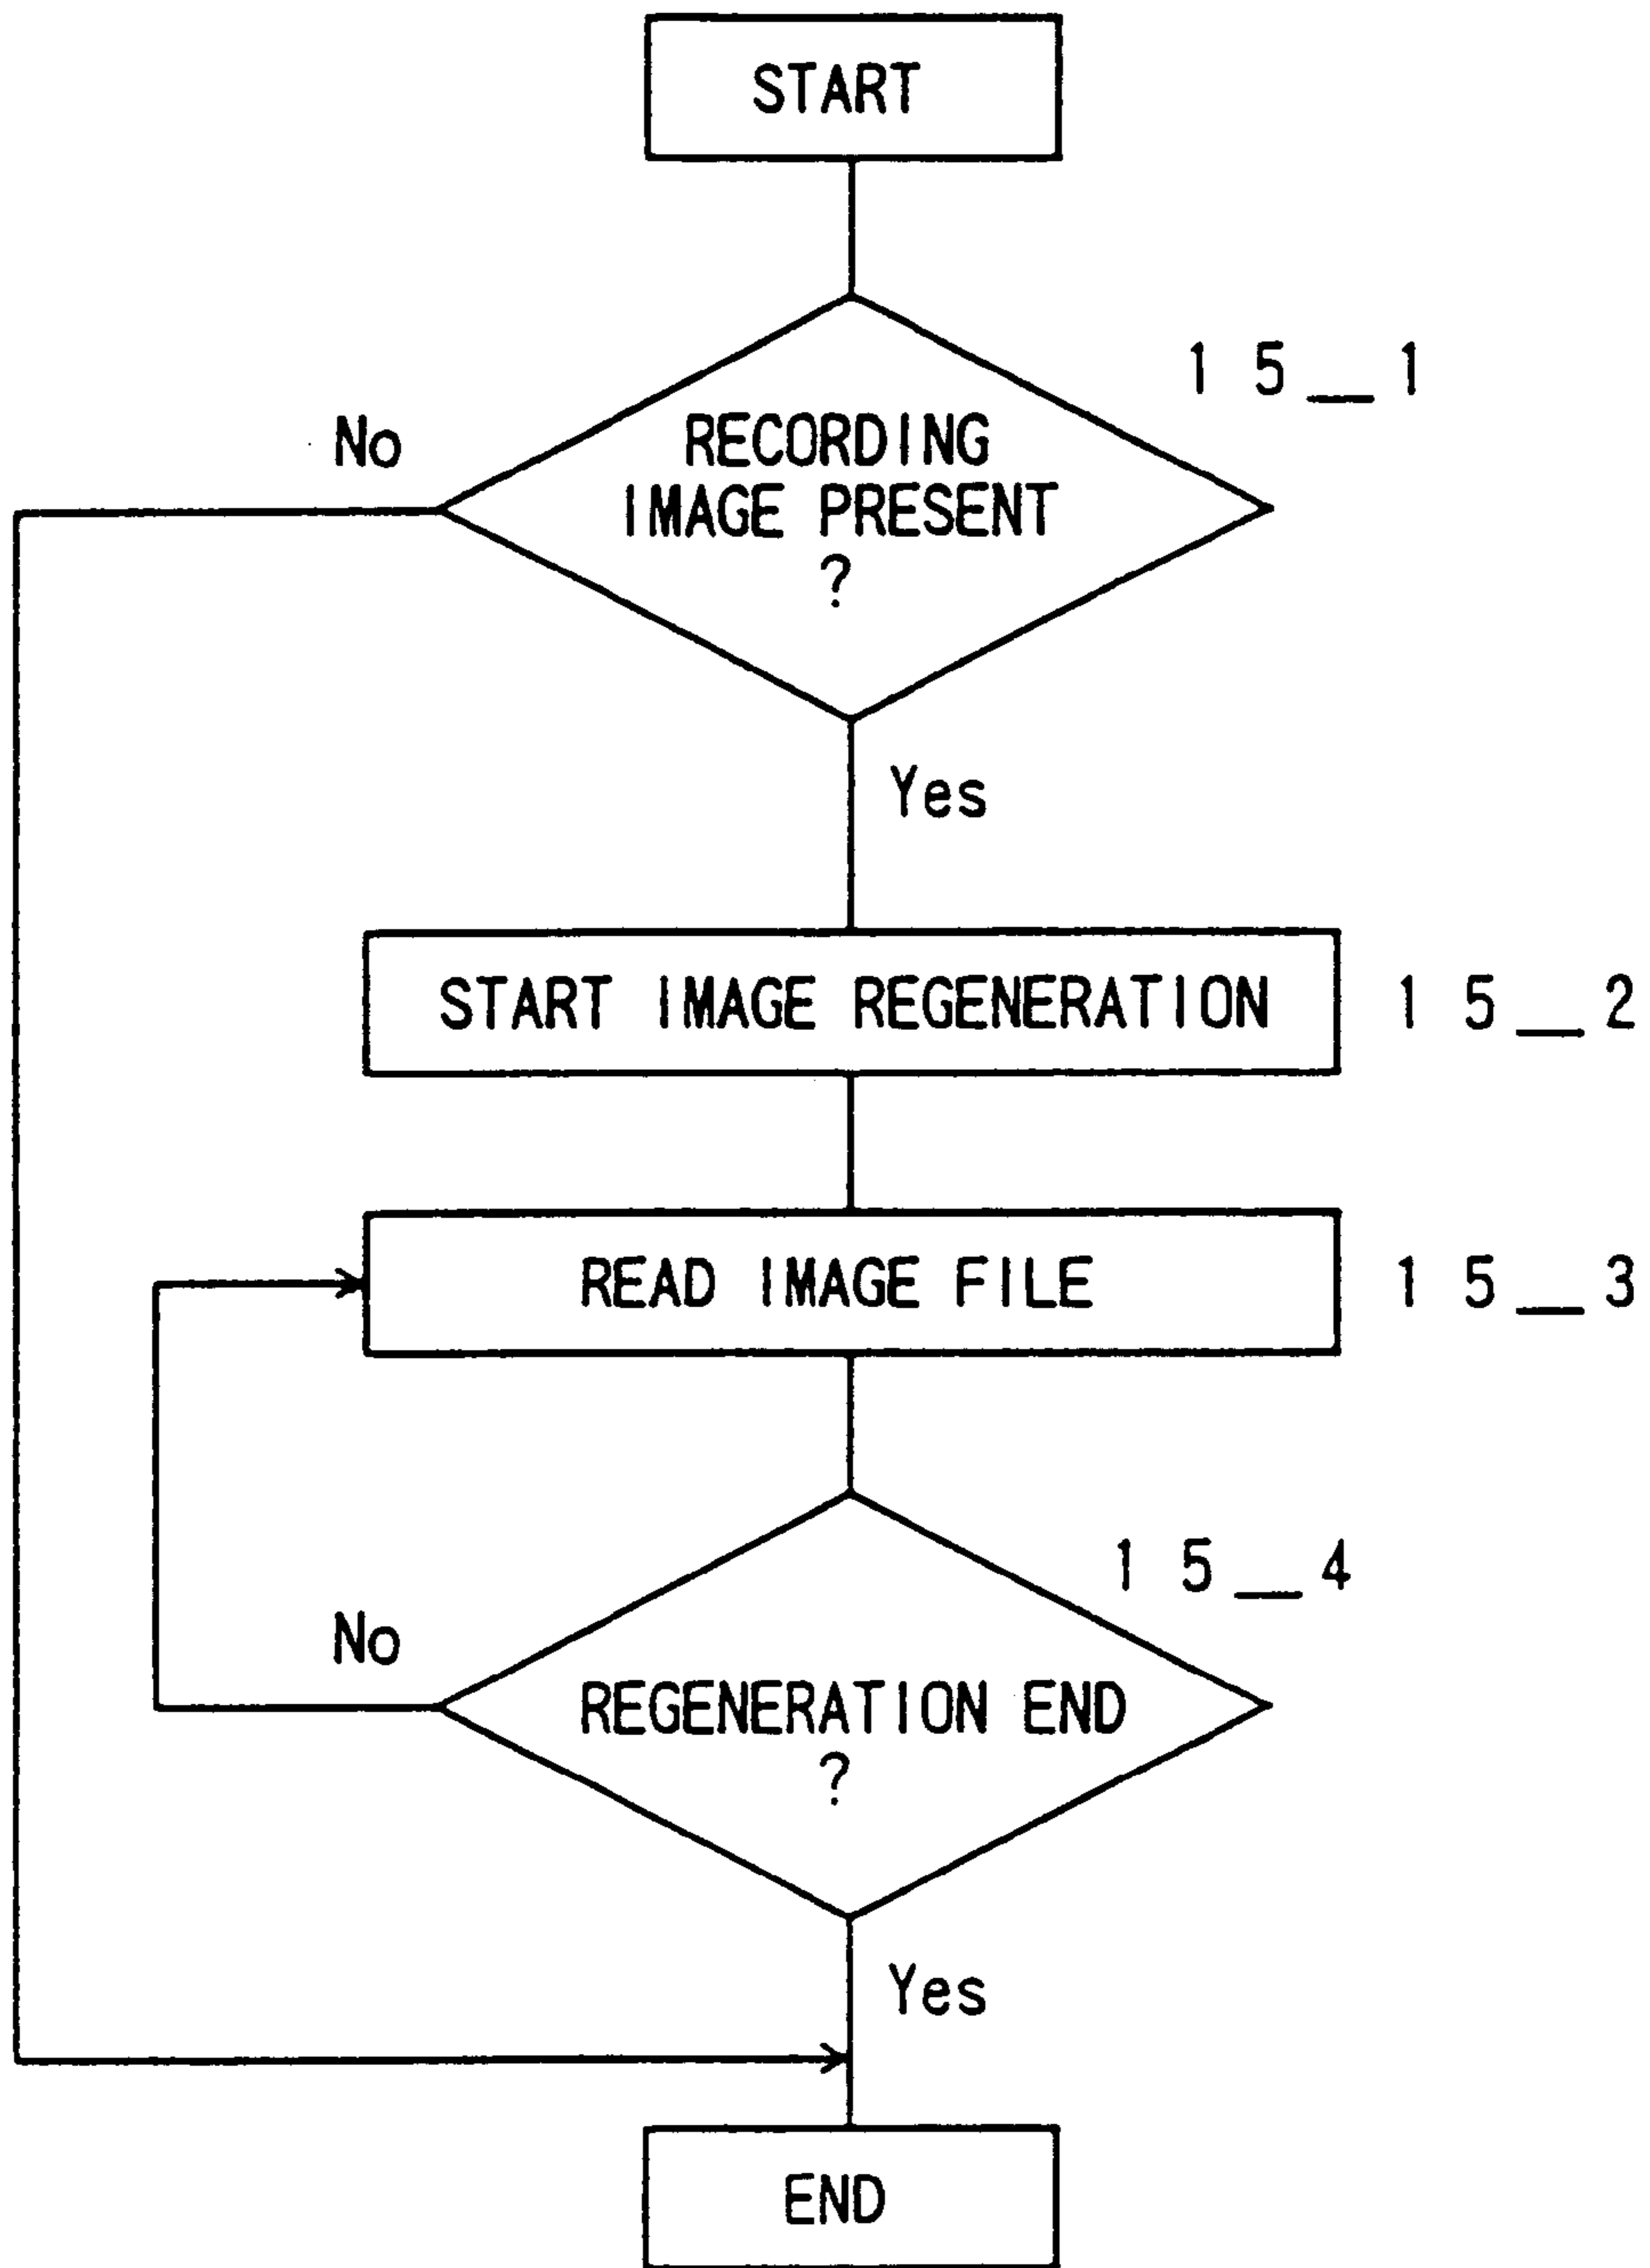 START
15_1
No
RECORDING
IMAGE PRESENT
?
Yes
START IMAGE REGENERATION 15_2
READ IMAGE FILE 15_3
15_4
No
REGENERATION END
?
Yes
END